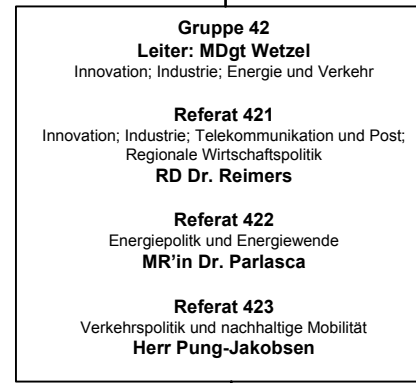 Gruppe 42
Leiter: MDgt Wetzel
Innovation; Industrie; Energie und Verkehr
Referat 421
Innovation; Industrie; Telekommunikation und Post;
Regionale Wirtschaftspolitik
RD Dr. Reimers
Referat 422
Energiepolitk und Energiewende
MR’in Dr. Parlasca
Referat 423
Verkehrspolitik und nachhaltige Mobilität
Herr Pung-Jakobsen